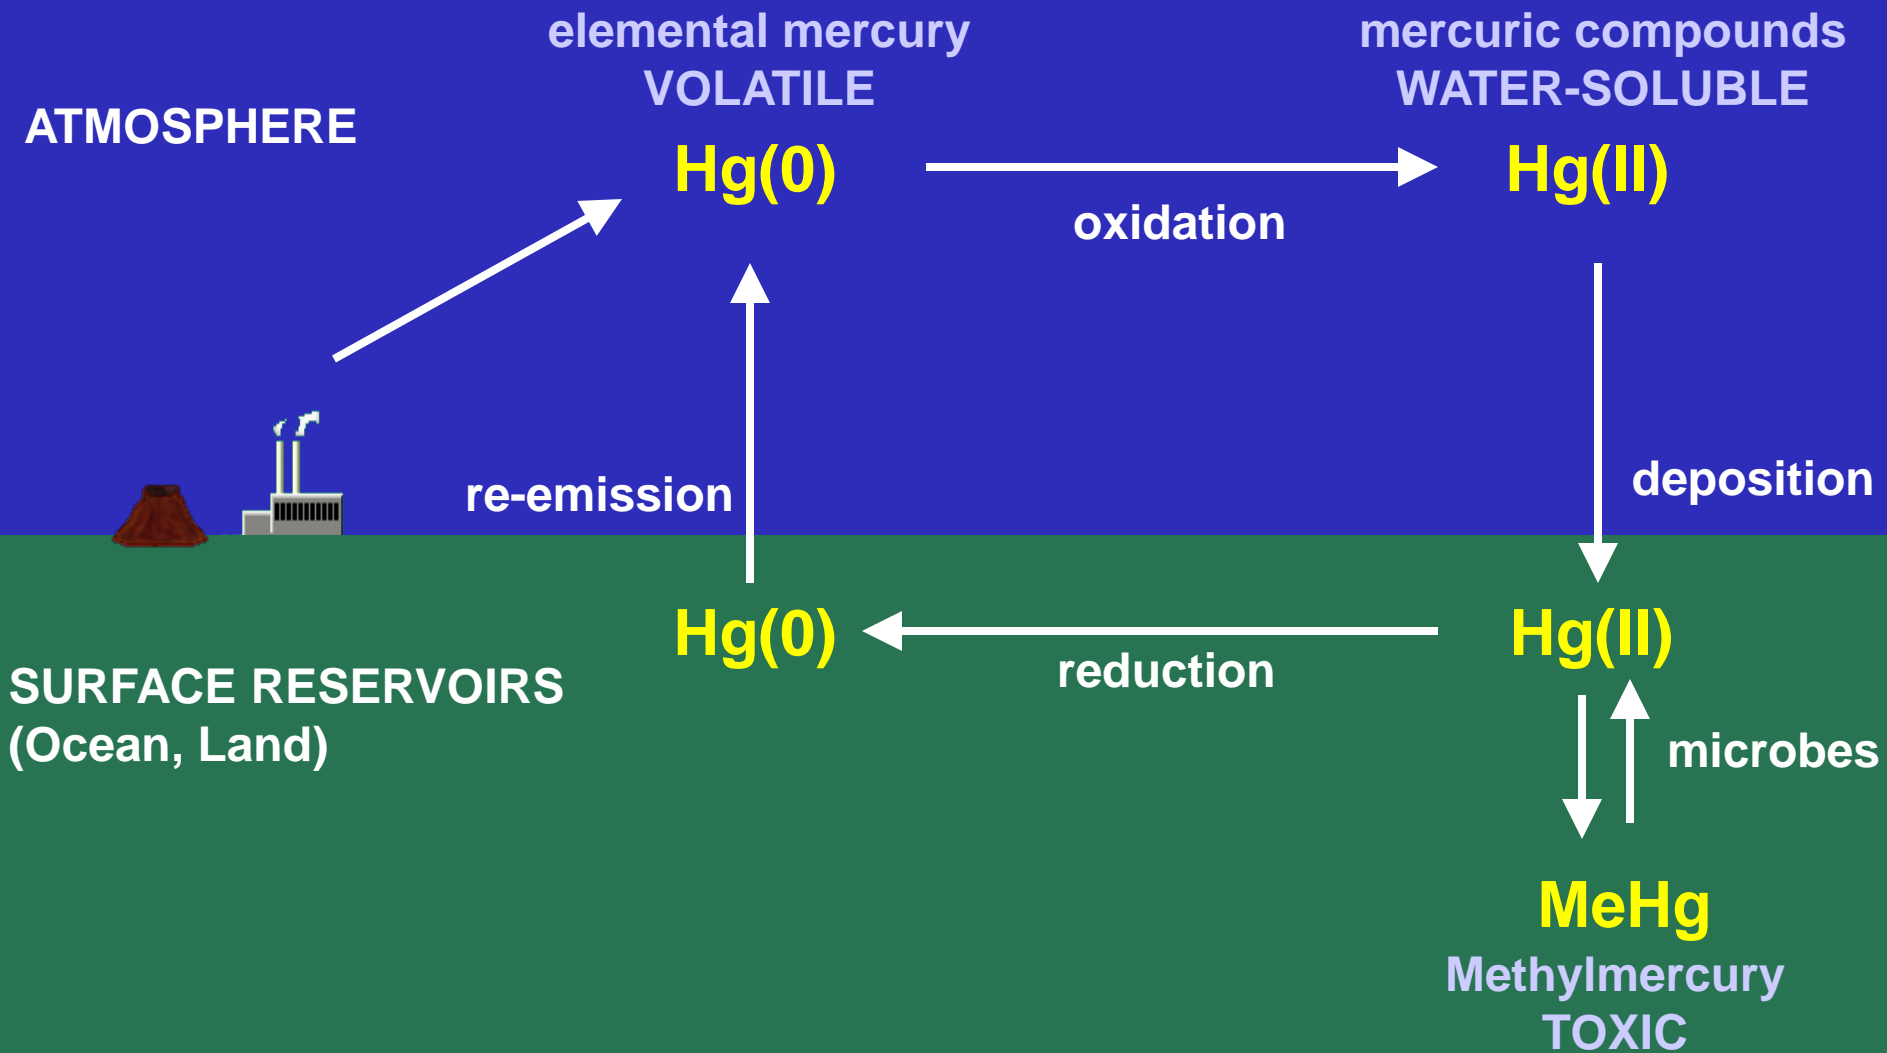 elemental mercury
VOLATILE
mercuric compounds
WATER-SOLUBLE
ATMOSPHERE
Hg(0)
Hg(II)
oxidation
re-emission
deposition
Hg(0)
Hg(II)
reduction
SURFACE RESERVOIRS
(Ocean, Land)
microbes
MeHg
Methylmercury
TOXIC